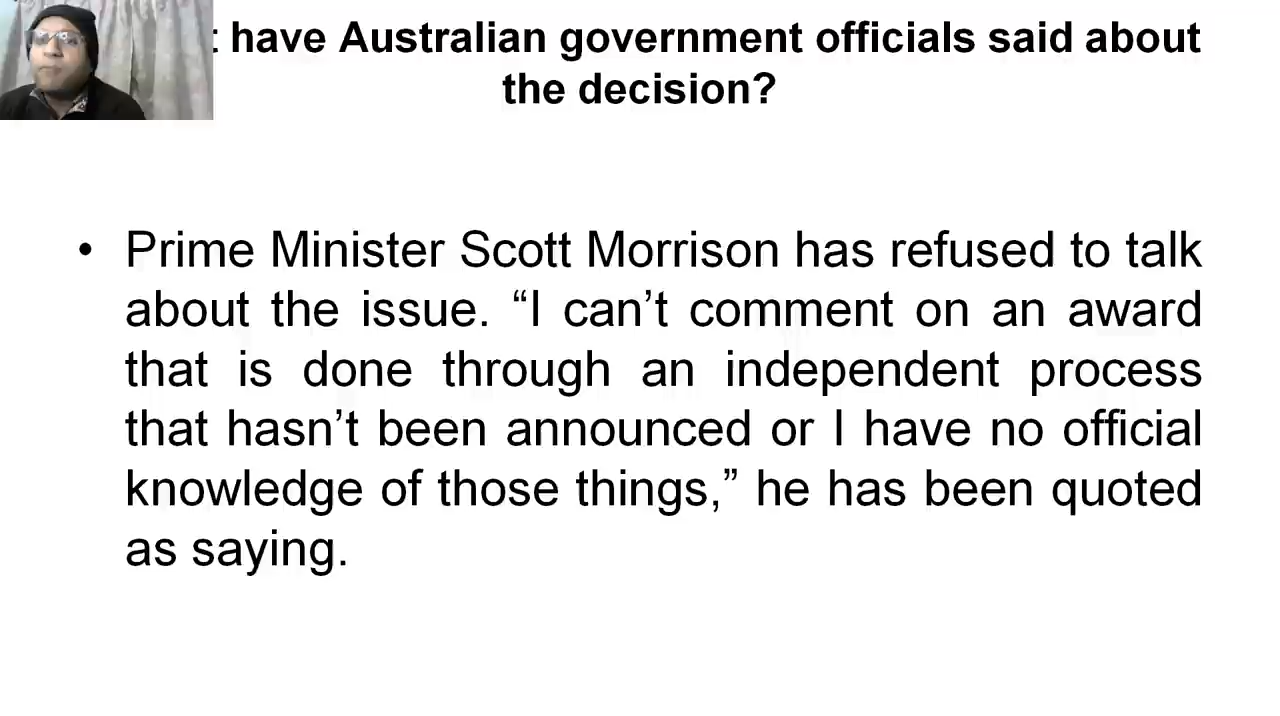 have Australian government officials said about
the decision?
• Prime Minister Scott Morrison has refused to talk
about the issue. “I can’t comment on an award
that is done through an independent process
that hasn’t been announced or I have no official
knowledge of those things,” he has been quoted
as saying.